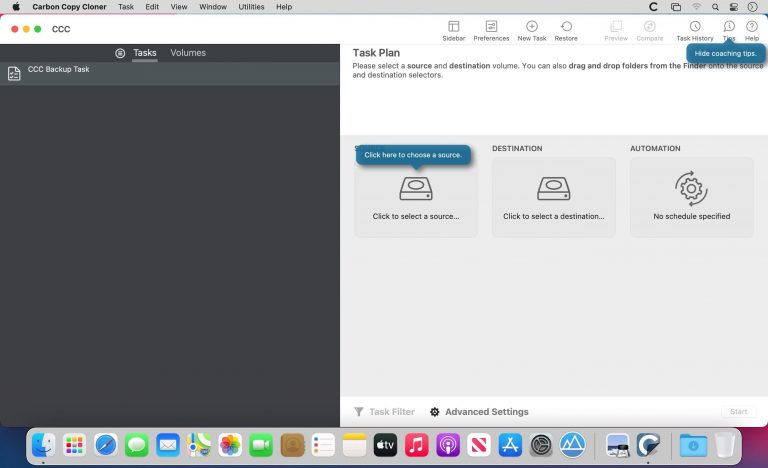 Carbon Copy Cloner Task Edit View Window Utilities Help
CCC
Sidebar Preferences New Task Restore Preview Compare Task History Tips Help
Hide coaching tips.
Tasks Volumes
CCC Backup Task
Task Plan
Please select a source and destination volume. You can also drag and drop folders from the Finder onto the source
and destination selectors.
Click here to choose a source.
DESTINATION
AUTOMATION
Click to select a source...
Click to select a destination...
No schedule specified
Task Filter
Advanced Settings
Start